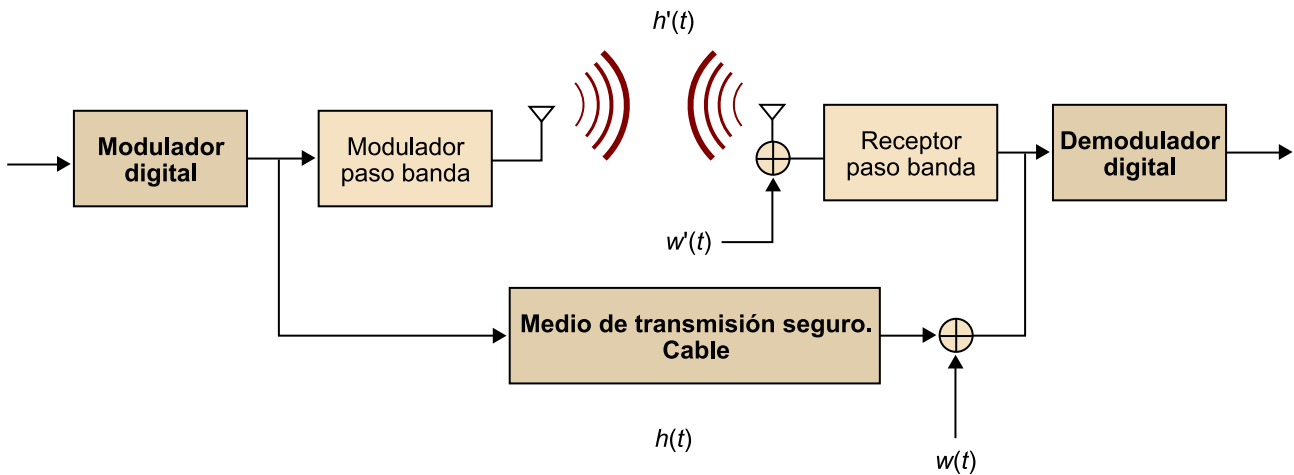 h'(t)
Modulador
digital
Modulador
paso banda
Receptor
paso banda
Demodulador
digital
w'(t)
Medio de transmisión seguro.
Cable
h(t)
w(t)